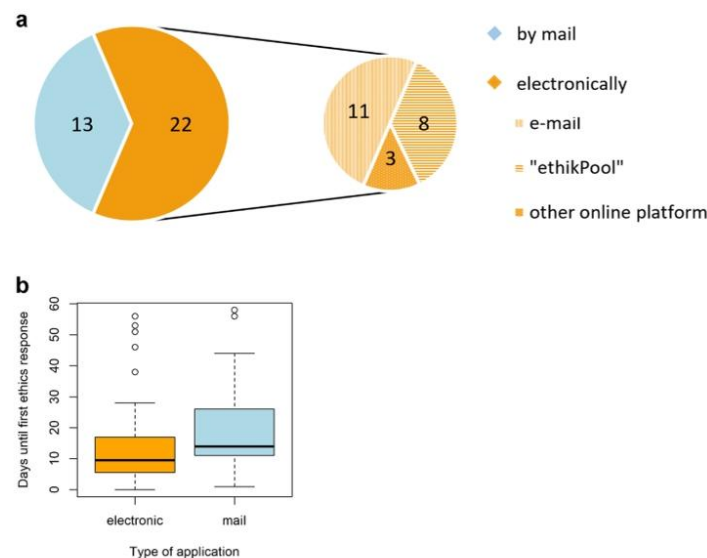 a
13
22
11
8
3
by mail
electronically
e-mail
"ethikPool"
other online platform
b
Days until first ethics response
60
50
40
30
20
10
0
electronic
mail
Type of application